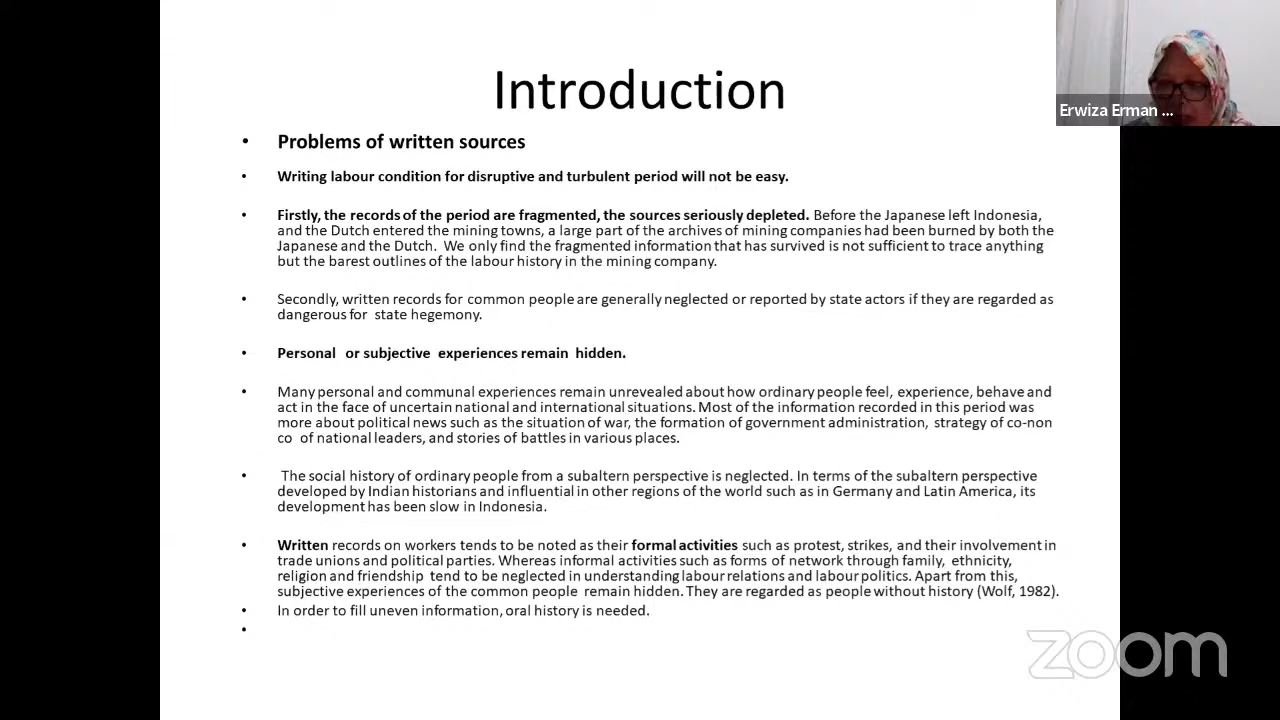 Introduction
Erwiza Erman ...
• Problems of written sources
• Writing labour condition for disruptive and turbulent period will not be easy.
• Firstly, the records of the period are fragmented, the sources seriously depleted. Before the Japanese left Indonesia,
and the Dutch entered the mining towns, a large part of the archives of mining companies had been burned by both the
Japanese and the Dutch. We only find the fragmented information that has survived is not sufficient to trace anything
but the barest outlines of the labour history in the mining company.
• Secondly, written records for common people are generally neglected or reported by state actors if they are regarded as
dangerous for state hegemony.
• Personal or subjective experiences remain hidden.
• Many personal and communal experiences remain unrevealed about how ordinary people feel, experience, behave and
act in the face of uncertain national and international situations. Most of the information recorded in this period was
more about political news such as the situation of war, the formation of government administration, strategy of co-non
co of national leaders, and stories of battles in various places.
• The social history of ordinary people from a subaltern perspective is neglected. In terms of the subaltern perspective
developed by Indian historians and influential in other regions of the world such as in Germany and Latin America, its
development has been slow in Indonesia.
• Written records on workers tends to be noted as their formal activities such as protest, strikes, and their involvement in
trade unions and political parties. Whereas informal activities such as forms of network through family, ethnicity,
religion and friendship tend to be neglected in understanding labour relations and labour politics. Apart from this,
subjective experiences of the common people remain hidden. They are regarded as people without history (Wolf, 1982).
• In order to fill uneven information, oral history is needed.
•
zoom